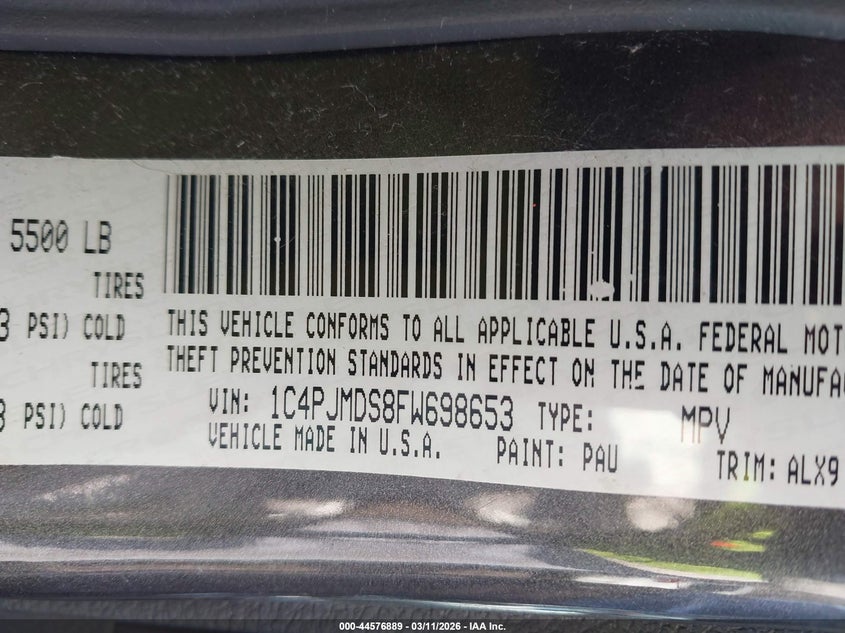 5500 LB
TIRES
3 PSI) COLD
TIRES
3 PSI) COLD
THIS VEHICLE CONFORMS TO ALL APPLICABLE U.S.A. FEDERAL MOT
THEFT PREVENTION STANDARDS IN EFFECT ON THE DATE OF MANUFA
VIN: 1C4PJMDS8FW698653 TYPE: MPV
VEHICLE MADE IN U.S.A. PAINT: PAU TRIM: ALX9
000-44576889 - 03/11/2026 - IAA Inc.